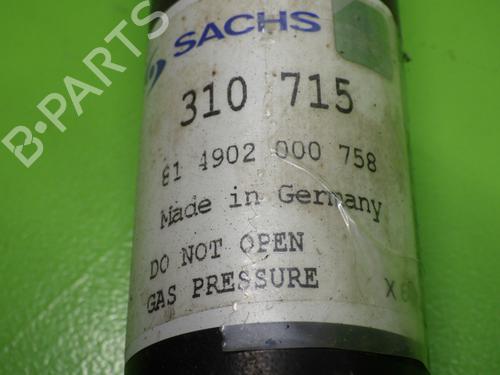 SACHS
310 715
81 4902 000 758
Made in Germany
DO NOT OPEN
GAS PRESSURE
B-PARTS